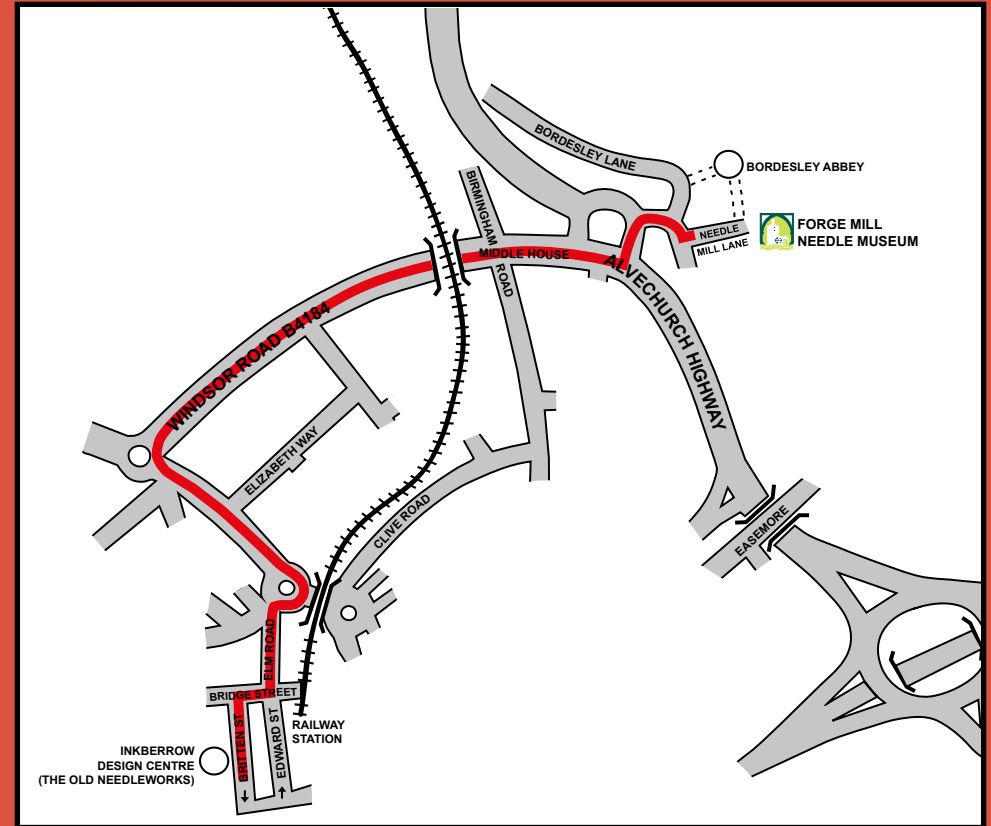 BORDESLEY LANE
BORDESLEY ABBEY
BIRMINGHAM
ROAD
NEEDLE
MILL LANE
FORGE MILL
NEEDLE MUSEUM
MIDDLE HOUSE
ALVECHURCH HIGHWAY
WINDSOR ROAD B4184
ELIZABETH WAY
CLIVE ROAD
EASEMORE
ELM ROAD
BRIDGE STREET
BRITTEN ST
EDWARD ST
RAILWAY
STATION
INKBERROW
DESIGN CENTRE
(THE OLD NEEDLEWORKS)